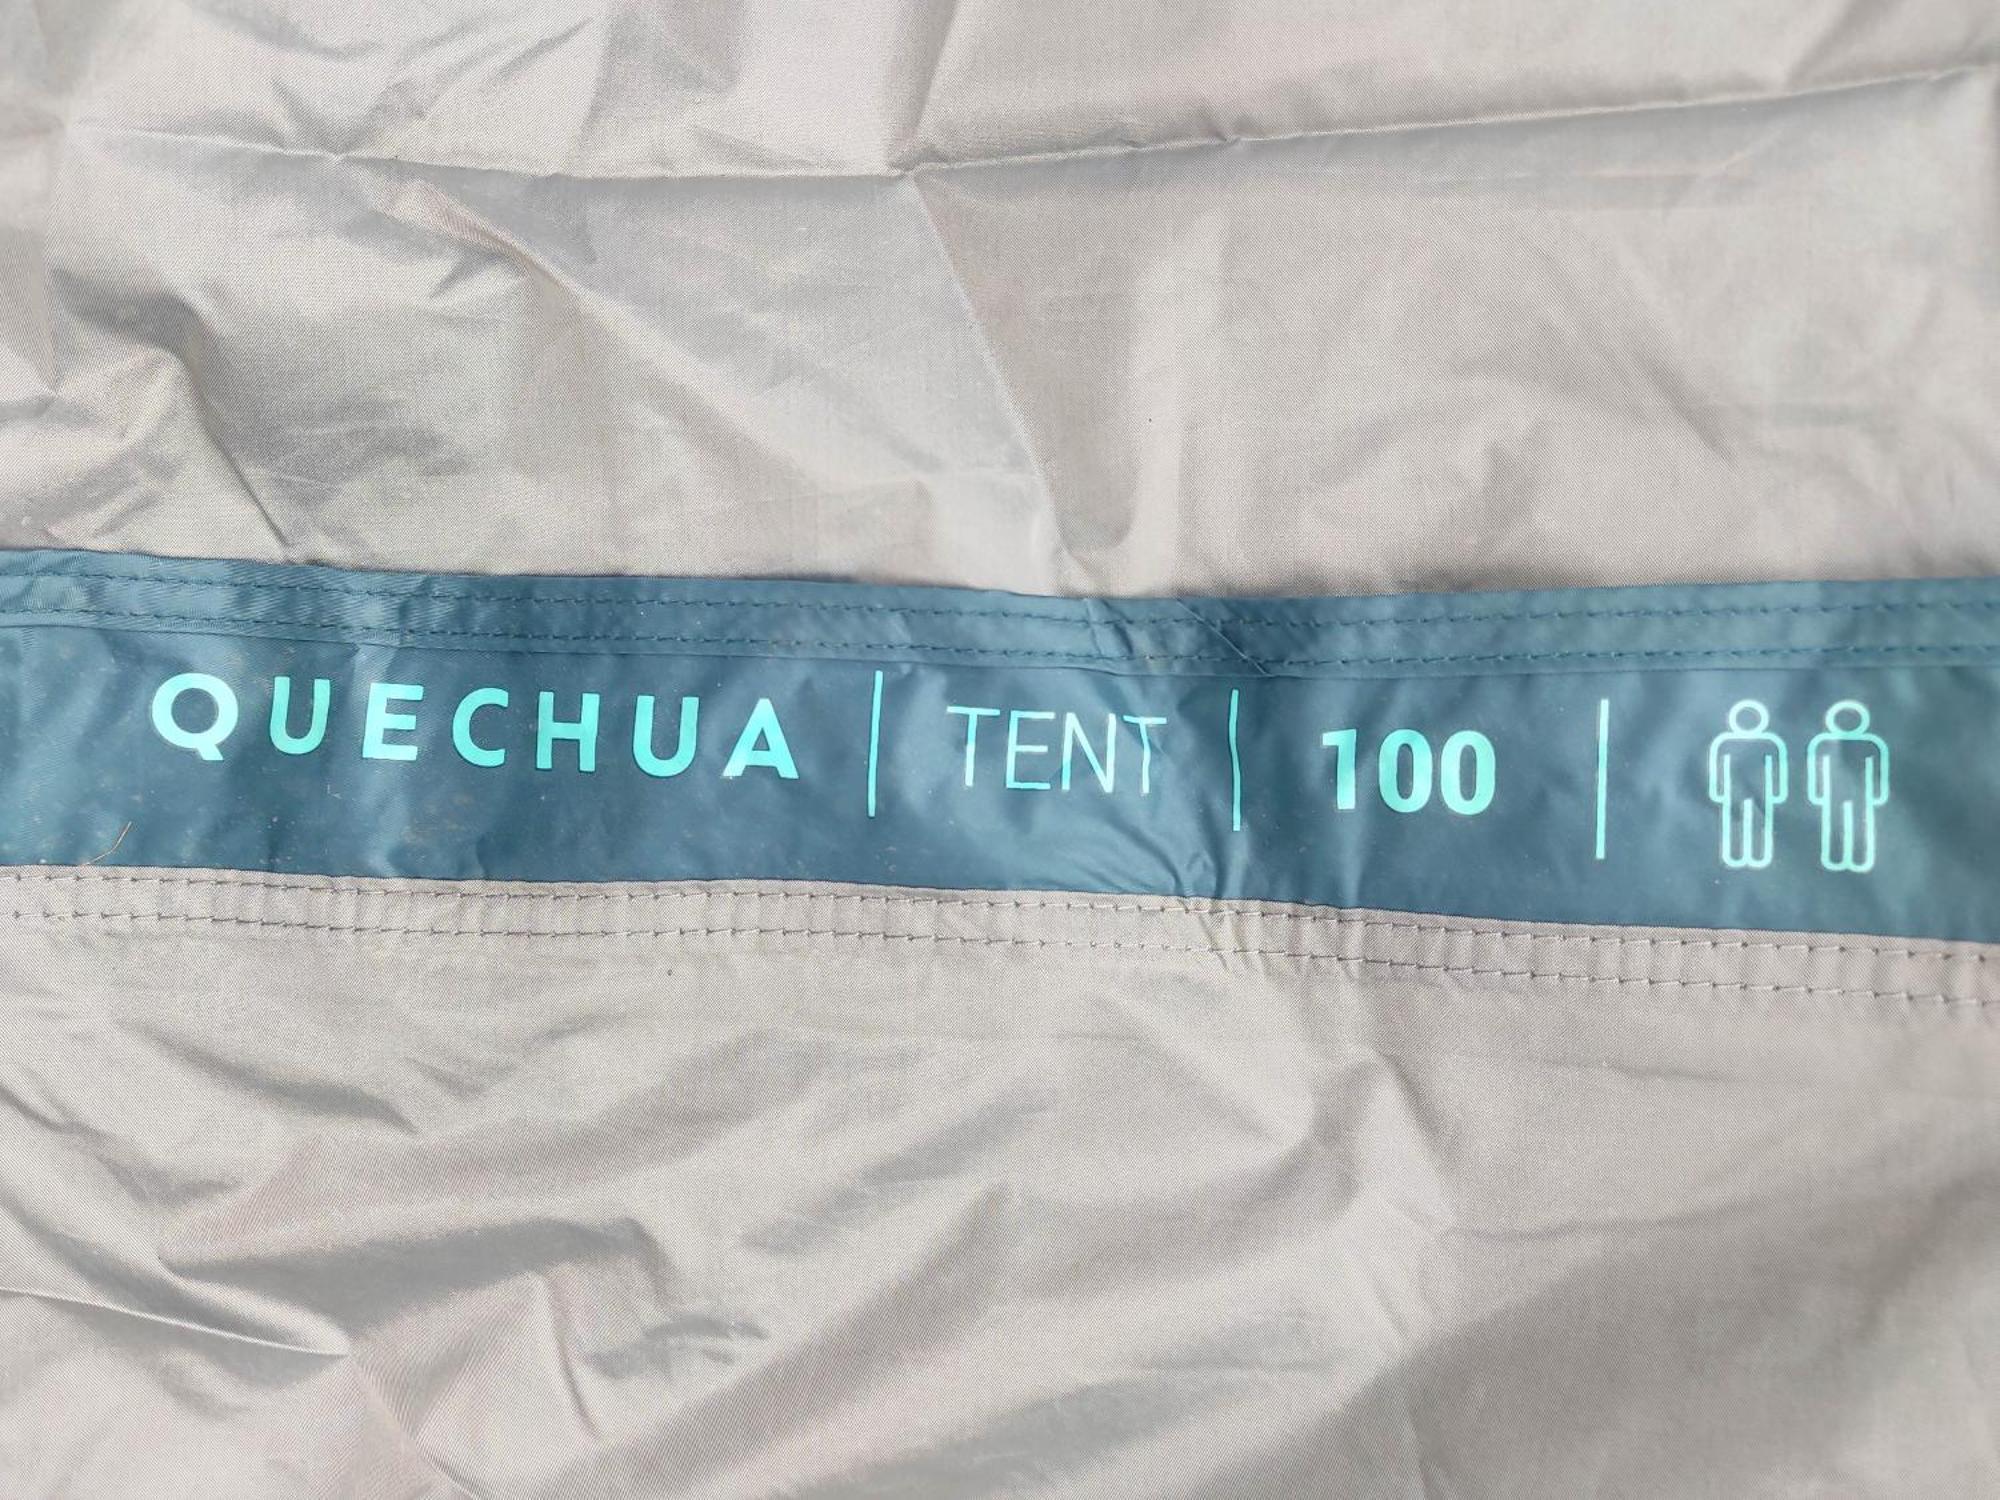 QUECHUA | TENT | 100 |